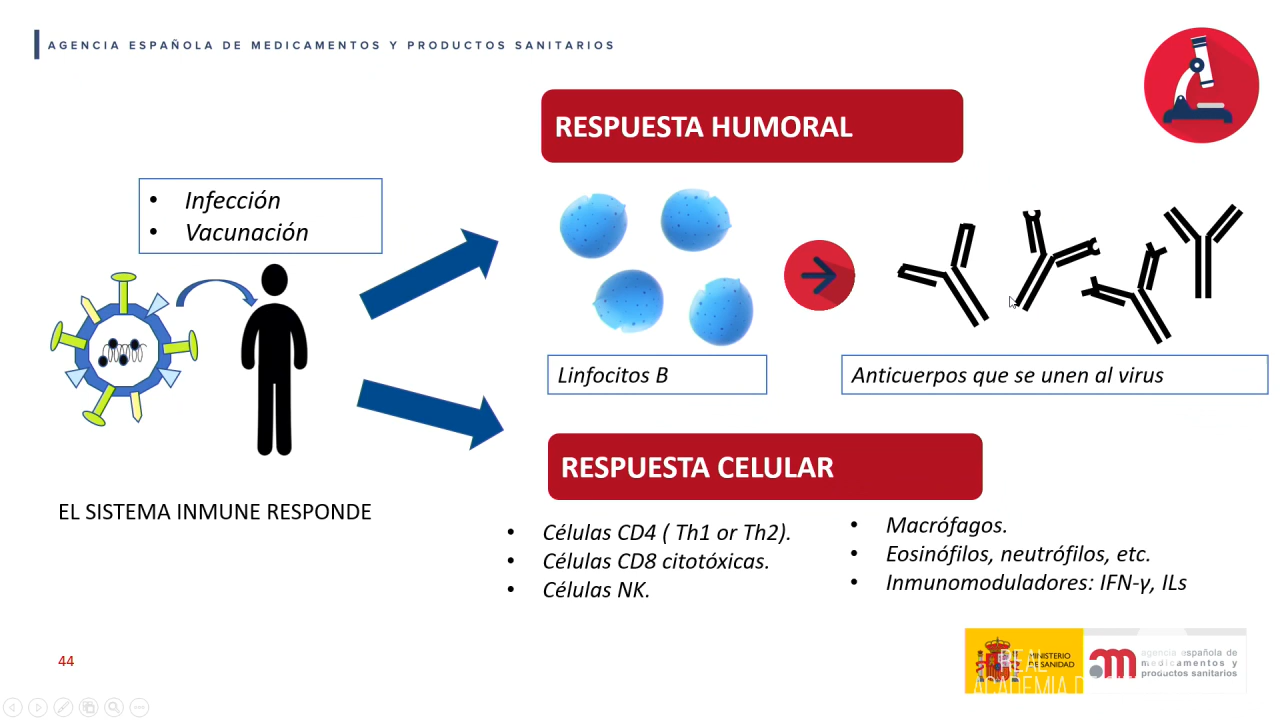 AGENCIA ESPAÑOLA DE MEDICAMENTOS Y PRODUCTOS SANITARIOS
RESPUESTA HUMORAL
• Infección
• Vacunación
Linfocitos B
Anticuerpos que se unen al virus
RESPUESTA CELULAR
EL SISTEMA INMUNE RESPONDE
• Células CD4 ( Th1 or Th2).
• Células CD8 citotóxicas.
• Células NK.
• Macrófagos.
• Eosinófilos, neutrófilos, etc.
• Inmunomoduladores: IFN-γ, ILs
44
MINISTERIO
DE SANIDAD
agencia española de
medicamentos y
productos sanitarios
REAL
ACADEMIA